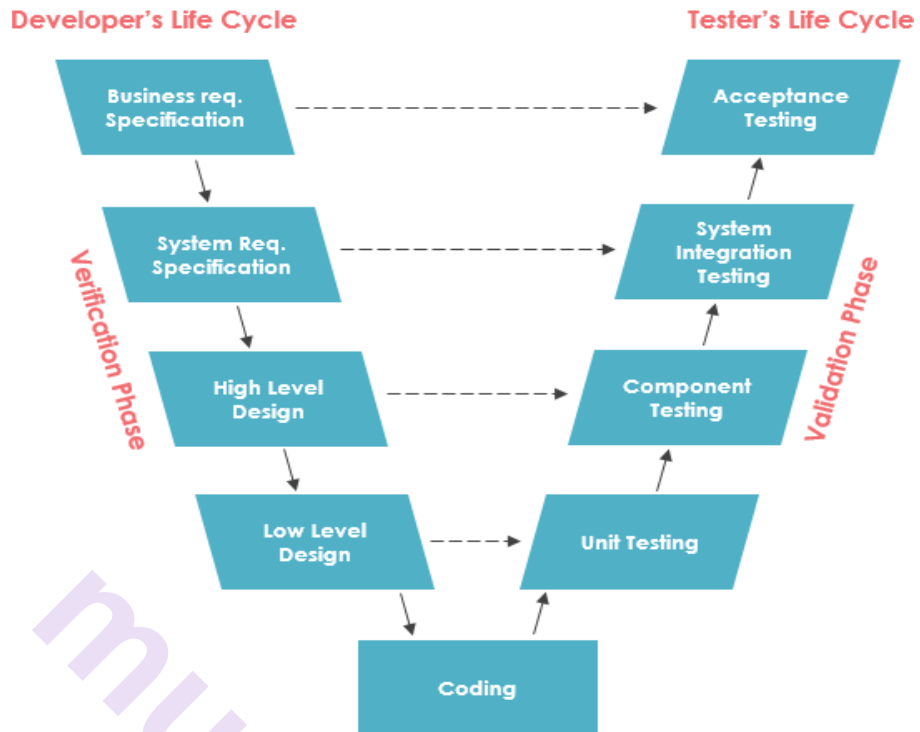 Developer's Life Cycle
Tester's Life Cycle
Business req.
Specification
Acceptance
Testing
System Req.
Specification
System
Integration
Testing
Verification Phase
Validation Phase
High Level
Design
Component
Testing
Low Level
Design
Unit Testing
Coding